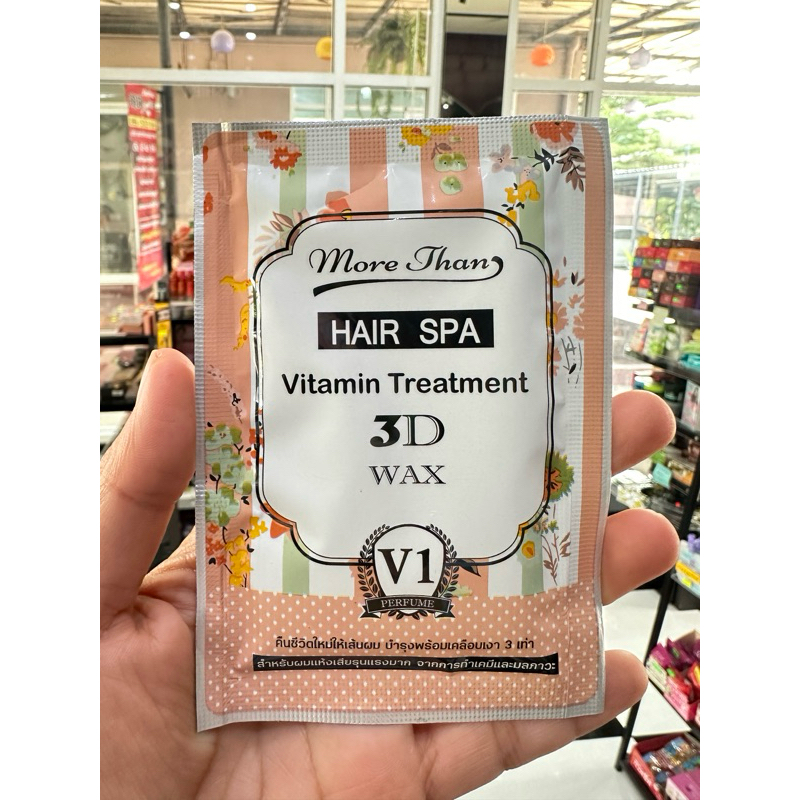 More Than
HAIR SPA
Vitamin Treatment
3D
WAX
V1
PERFUME
คืนชีวิตใหม่ให้เส้นผม บำรุงพร้อมเคลือบเงา 3 เท่า
สำหรับผมแห้งเสียรุนแรงมาก จากการทำเคมีและมลภาวะ